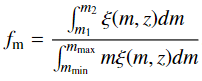 f_m = \frac{\int_{m_1}^{m_2} \xi(m, z)dm}{\int_{m_{\min}}^{m_{\max}} m\xi(m, z)dm}